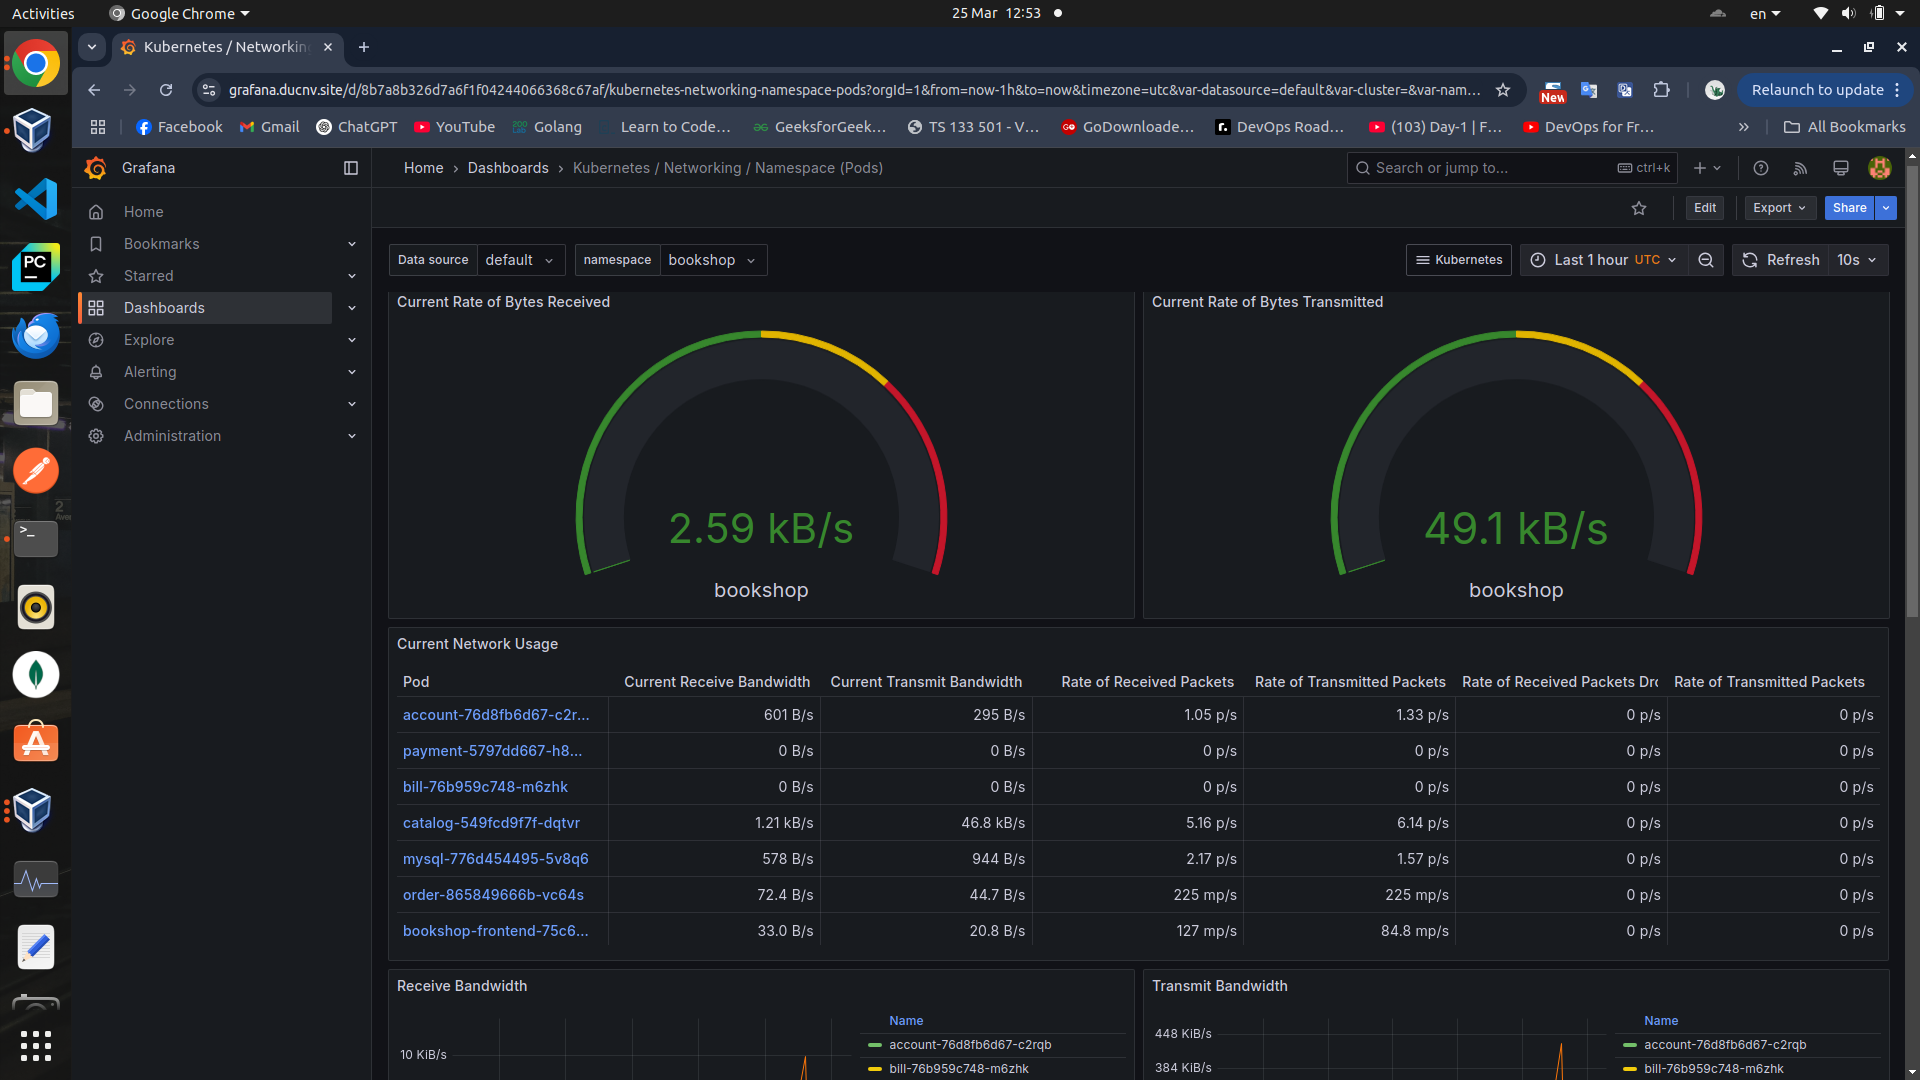 Activities
Google Chrome
25 Mar 12:53
en
Kubernetes / Networking
grafana.ducnv.site/d/8b7a8b326d7a6f1f04244066368c67af/kubernetes-networking-namespace-pods?orgId=1&from=now-1h&to=now&timezone=utc&var-datasource=default&var-cluster=&var-nam...
New
Relaunch to update
Facebook
Gmail
ChatGPT
YouTube
Golang
Learn to Code...
GeeksforGeek...
TS 133 501 - V...
GoDownloade...
DevOps Road...
(103) Day-1 | F...
DevOps for Fr...
»
All Bookmarks
Grafana
Home
Bookmarks
Starred
Dashboards
Explore
Alerting
Connections
Administration
Home › Dashboards › Kubernetes / Networking / Namespace (Pods)
Search or jump to...
ctrl+k
Edit
Export
Share
Data source
default
namespace
bookshop
Kubernetes
Last 1 hour UTC
Refresh
10s
Current Rate of Bytes Received
2.59 kB/s
bookshop
Current Rate of Bytes Transmitted
49.1 kB/s
bookshop
Current Network Usage
Pod Current Receive Bandwidth Current Transmit Bandwidth Rate of Received Packets Rate of Transmitted Packets Rate of Received Packets Dro Rate of Transmitted Packets
account-76d8fb6d67-c2r... 601 B/s 295 B/s 1.05 p/s 1.33 p/s 0 p/s 0 p/s
payment-5797dd667-h8... 0 B/s 0 B/s 0 p/s 0 p/s 0 p/s 0 p/s
bill-76b959c748-m6zhk 0 B/s 0 B/s 0 p/s 0 p/s 0 p/s 0 p/s
catalog-549fcd9f7f-dqtvr 1.21 kB/s 46.8 kB/s 5.16 p/s 6.14 p/s 0 p/s 0 p/s
mysql-776d454495-5v8q6 578 B/s 944 B/s 2.17 p/s 1.57 p/s 0 p/s 0 p/s
order-865849666b-vc64s 72.4 B/s 44.7 B/s 225 mp/s 225 mp/s 0 p/s 0 p/s
bookshop-frontend-75c6... 33.0 B/s 20.8 B/s 127 mp/s 84.8 mp/s 0 p/s 0 p/s
Receive Bandwidth
10 KiB/s
Name
account-76d8fb6d67-c2rqb
bill-76b959c748-m6zhk
Transmit Bandwidth
448 KiB/s
384 KiB/s
Name
account-76d8fb6d67-c2rqb
bill-76b959c748-m6zhk
PC
>_